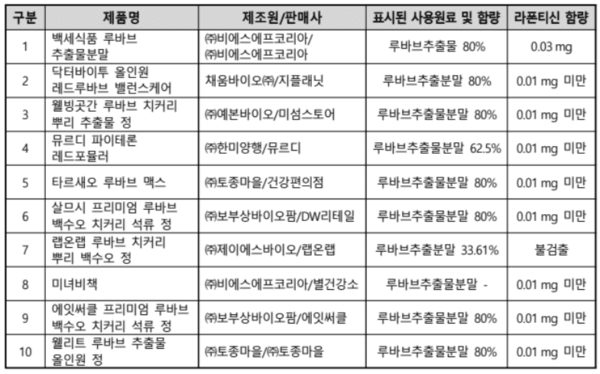 구분 제품명 제조원/판매사 표시된 사용원료 및 함량 라폰티신 함량
1 백세식품 루바브 추출물분말 ㈜비에스에프코리아/㈜비에스에프코리아 루바브추출물 80% 0.03 mg
2 닥터바이투 올인원 레드루바브 밸런스케어 채움바이오㈜/지플래닛 루바브추출분말 80% 0.01 mg 미만
3 웰빙곳간 루바브 치커리 뿌리 추출물 정 ㈜예본바이오/미섬스토어 루바브추출물분말 80% 0.01 mg 미만
4 뮤르디 파이테론 레드포뮬러 ㈜한미양행/뮤르디 루바브추출물분말 62.5% 0.01 mg 미만
5 타르새오 루바브 맥스 ㈜토종마을/건강편의점 루바브추출물분말 80% 0.01 mg 미만
6 살므시 프리미엄 루바브 백수오 치커리 석류 정 ㈜보부상바이오팜/DW리테일 루바브추출물분말 80% 0.01 mg 미만
7 랩온랩 루바브 치커리 뿌리 백수오 정 ㈜제이에스바이오/랩온랩 루바브추출분말 33.61% 불검출
8 미녀비책 ㈜비에스에프코리아/별건강소 루바브추출물분말 - 0.01 mg 미만
9 에잇써클 프리미엄 루바브 백수오 치커리 석류 정 ㈜보부상바이오팜/에잇써클 루바브추출물분말 80% 0.01 mg 미만
10 웰리트 루바브 추출물 올인원 정 ㈜토종마을/㈜토종마을 루바브추출물분말 80% 0.01 mg 미만